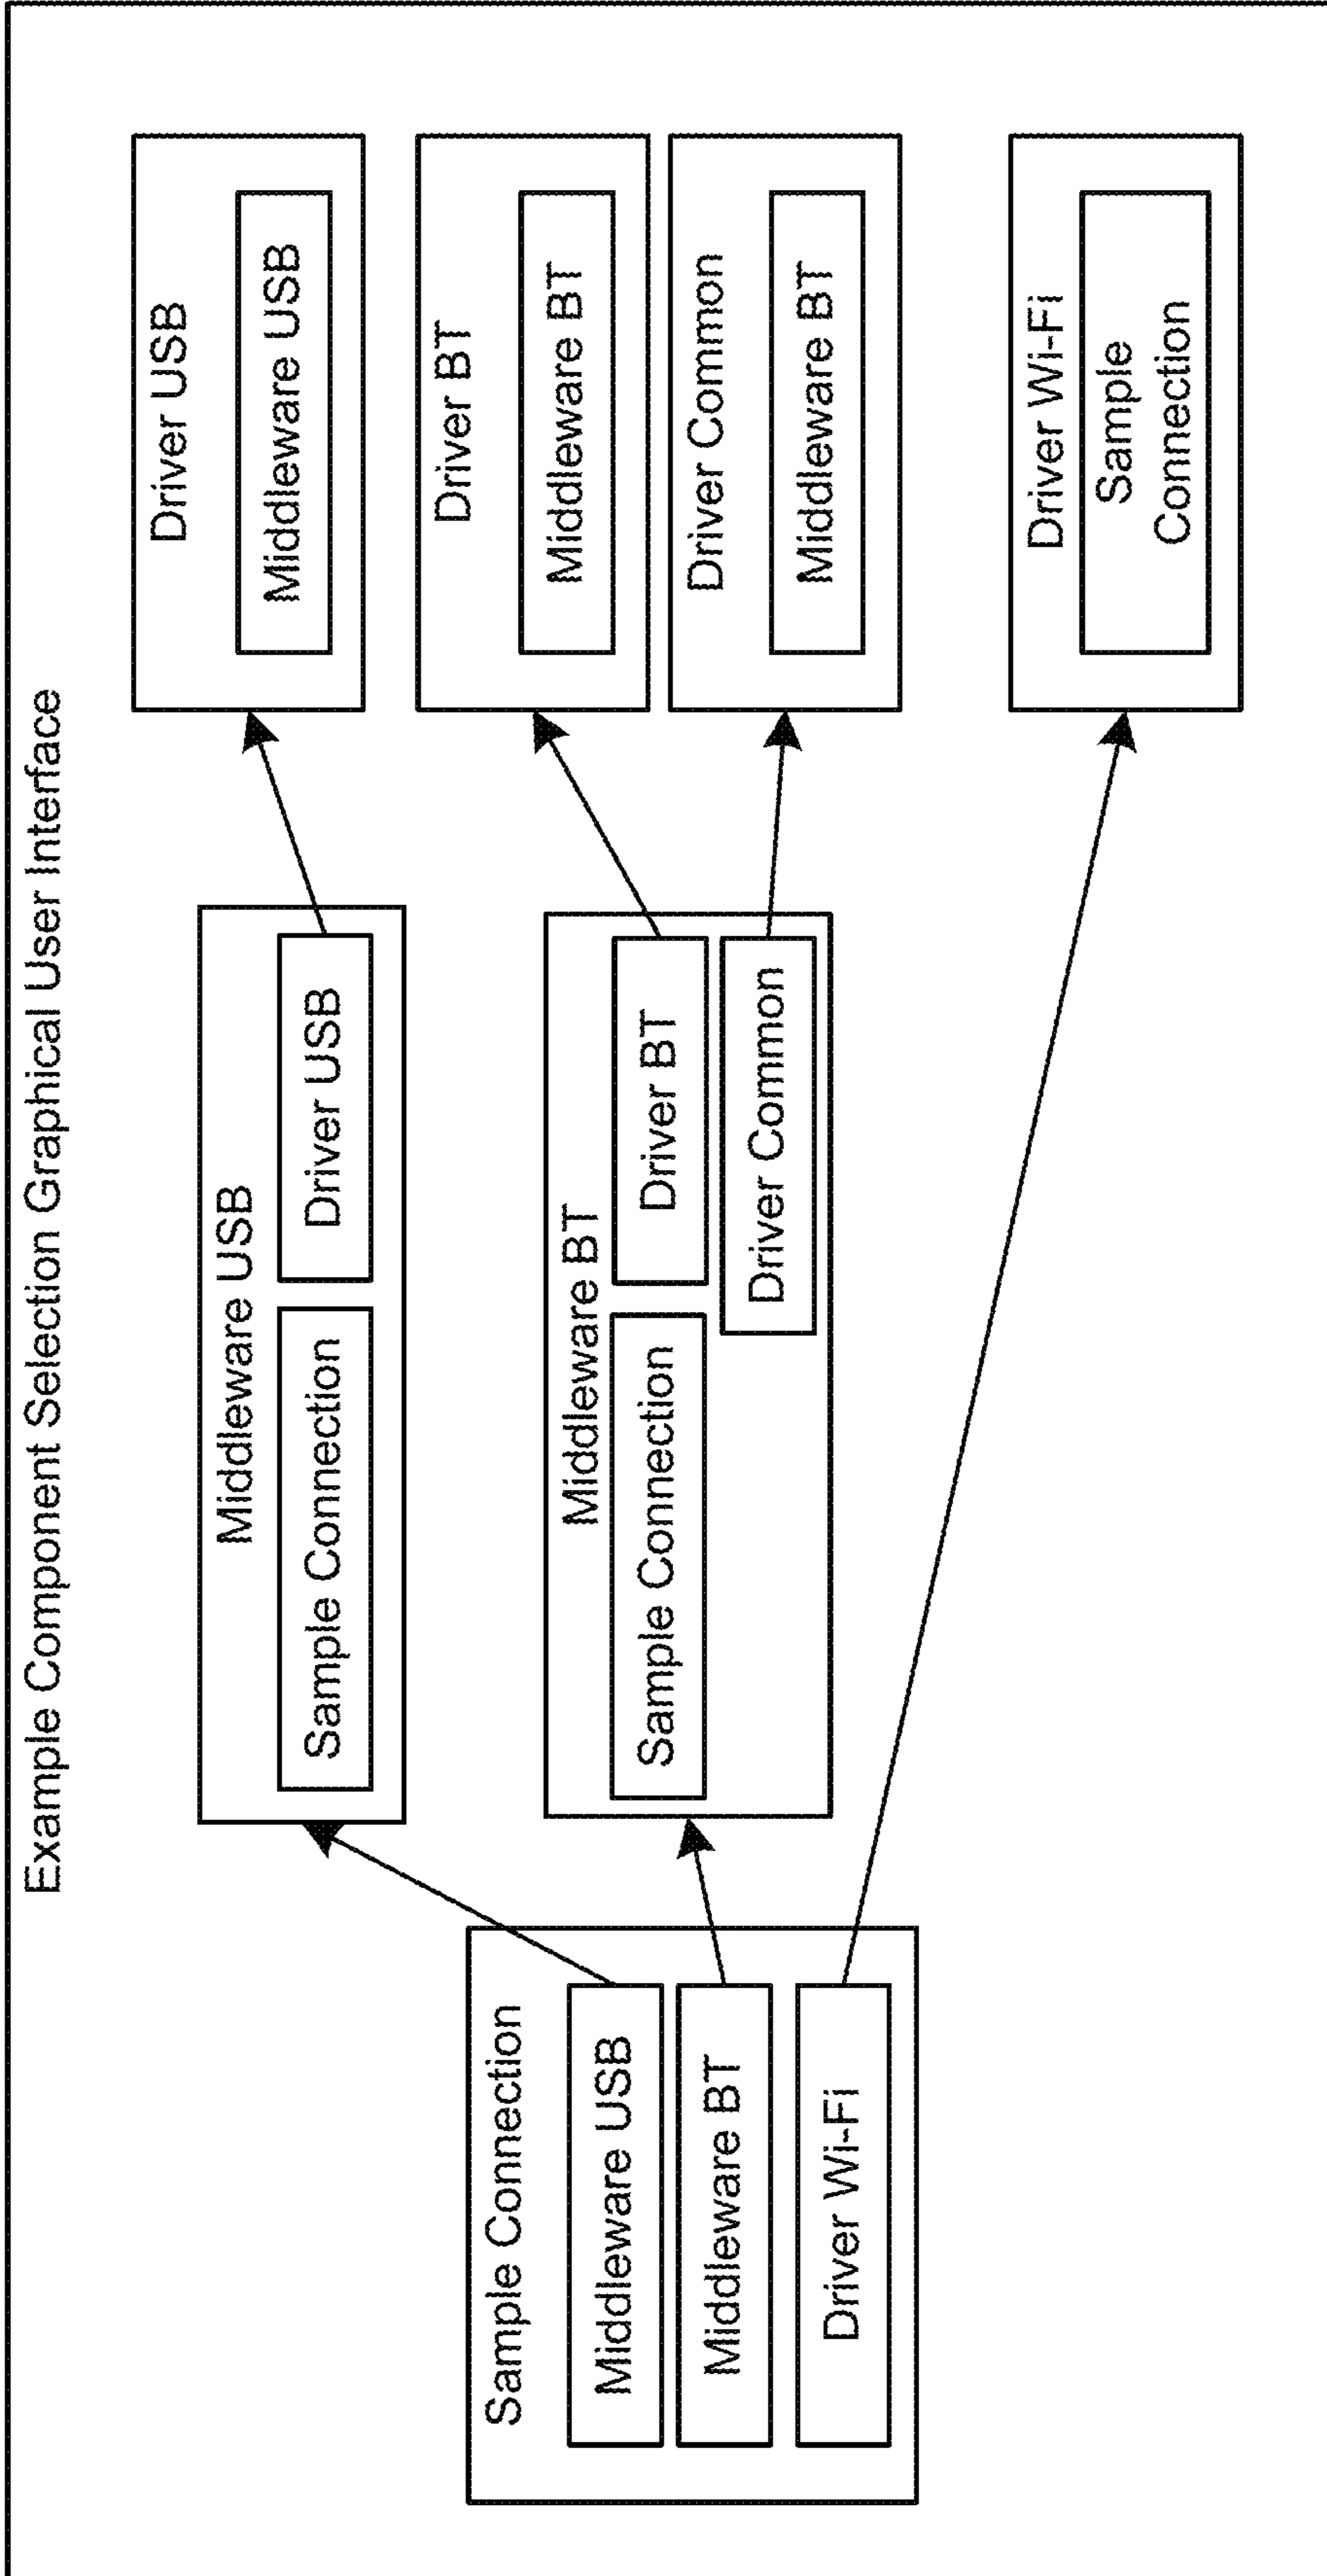 Example Component Selection Graphical User Interface
Sample Connection
Middleware USB
Middleware BT
Driver Wi-Fi
Middleware USB
Sample Connection
Driver USB
Middleware BT
Sample Connection
Driver BT
Driver Common
Driver USB
Middleware USB
Driver BT
Middleware BT
Driver Common
Middleware BT
Driver Wi-Fi
Sample
Connection